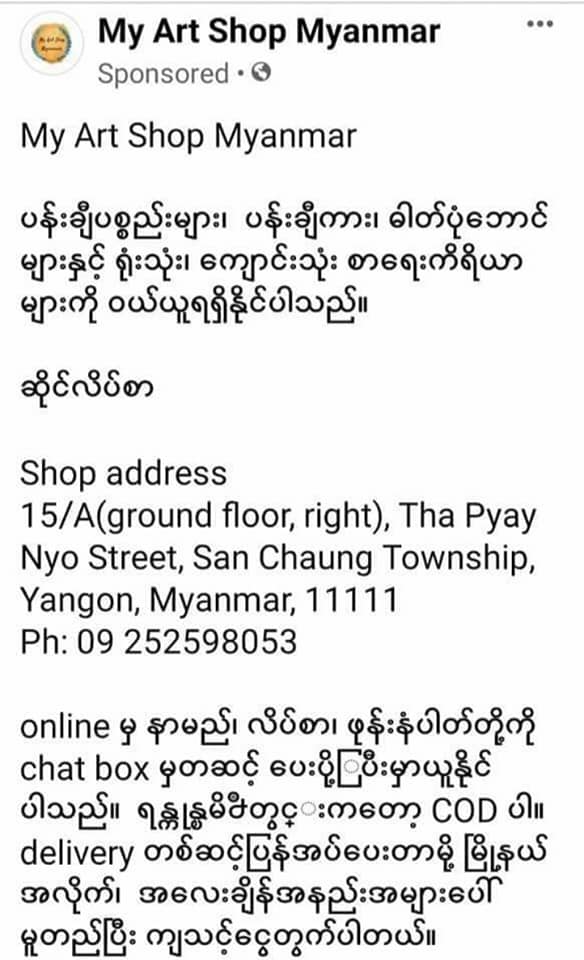 My Art Shop Myanmar
Sponsored
My Art Shop Myanmar
ပန်းချီပစ္စည်းများ၊ ပန်းချီကား၊ ဓါတ်ပုံဘောင်
များနှင့် ရုံးသုံး၊ ကျောင်းသုံး စာရေးကိရိယာ
များကို ဝယ်ယူရရှိနိုင်ပါသည်။
ဆိုင်လိပ်စာ
Shop address
15/A(ground floor, right), Tha Pyay
Nyo Street, San Chaung Township,
Yangon, Myanmar, 11111
Ph: 09 252598053
online မှ နာမည်၊ လိပ်စာ၊ ဖုန်းနံပါတ်တို့ကို
chat box မှတဆင့် ပေးပို့ြပီးမှာယူနိုင်
ပါသည်။ ကတော့ COD ပါ။
delivery တစ်ဆင့်ပြန်အပ်ပေးတာမို့ မြို့နယ်
အလိုက်၊ အလေးချိန်အနည်းအများပေါ်
မူတည်ပြီး ကျသင့်ငွေတွက်ပါတယ်။